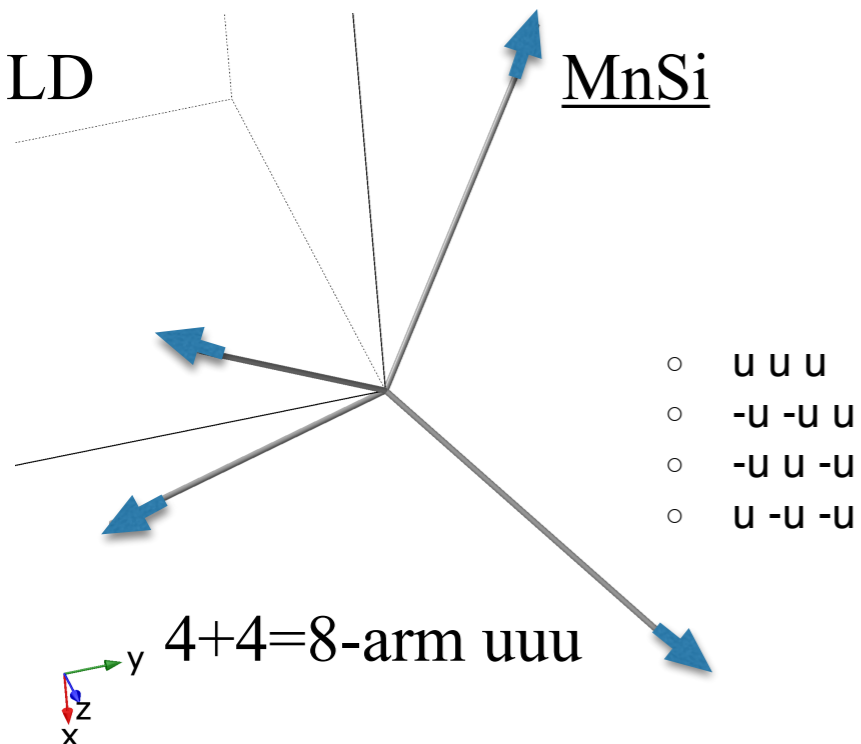 LD
MnSi
○ u u u
○ -u -u u
○ -u u -u
○ u -u -u
4+4=8-arm uuu
y
z
x